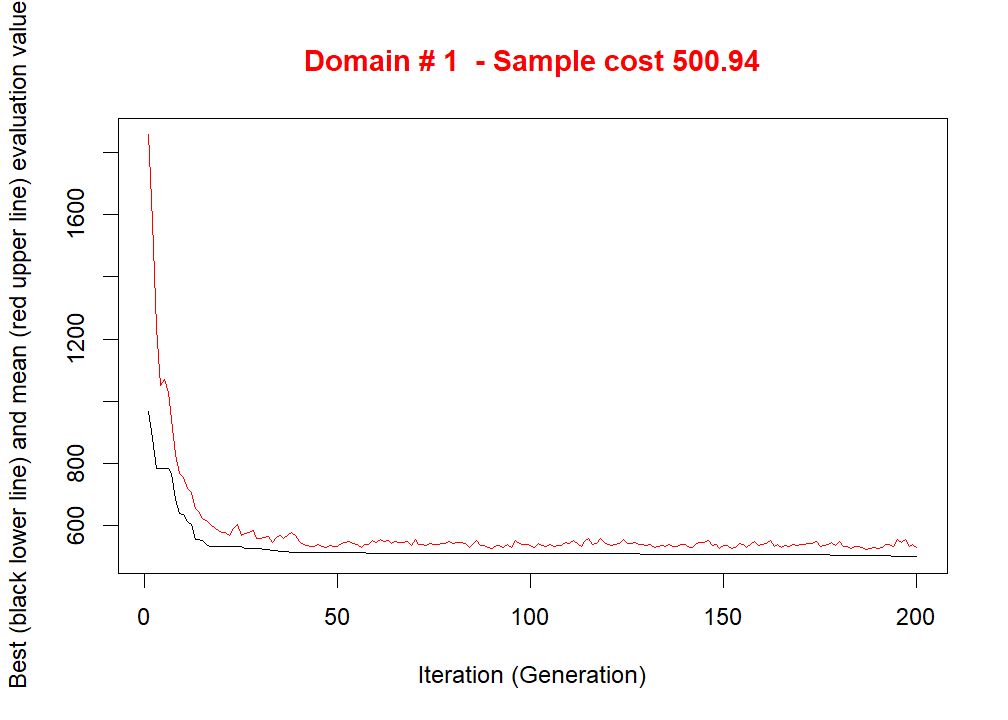 Domain # 1  - Sample cost 500.94
Best (black lower line) and mean (red upper line) evaluation value
1600
1200
800
600
0 50 100 150 200
Iteration (Generation)